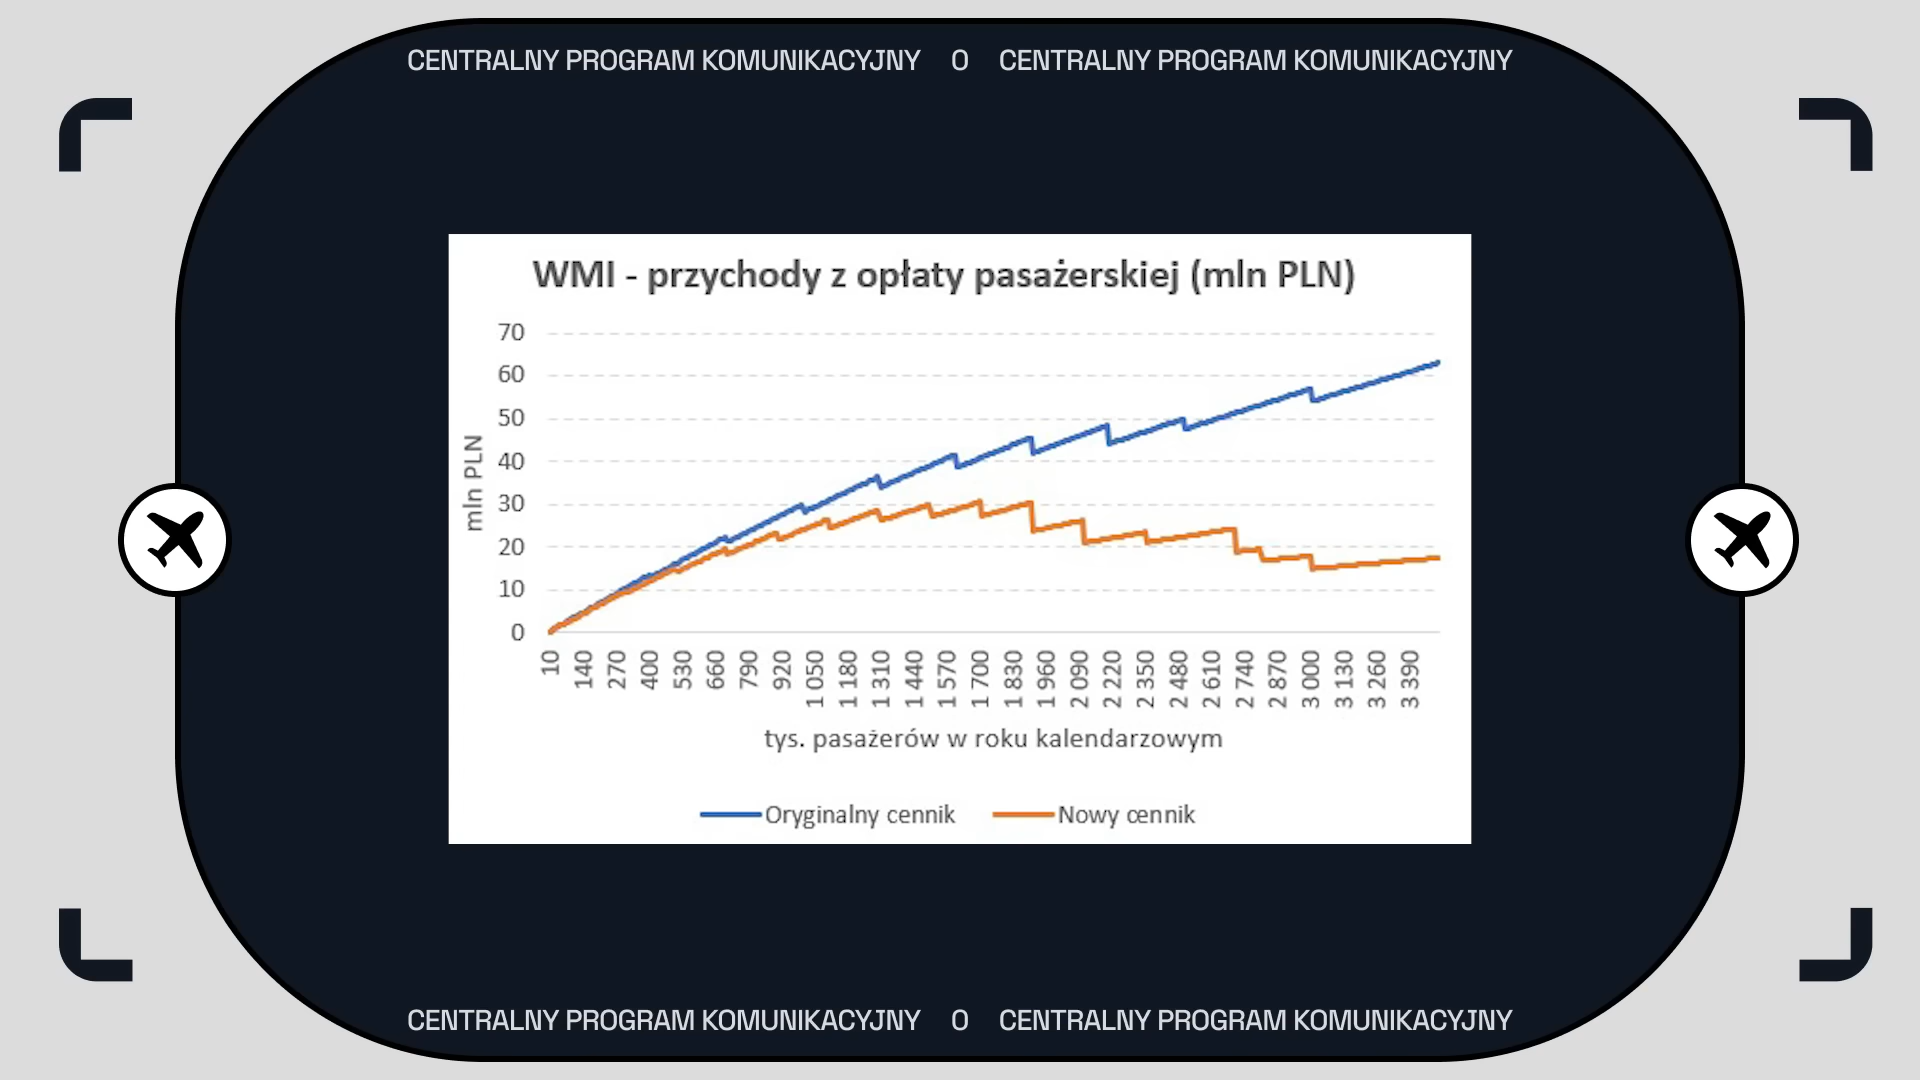 CENTRALNY PROGRAM KOMUNIKACYJNY O CENTRALNY PROGRAM KOMUNIKACYJNY
WMI - przychody z opłaty pasażerskiej (mln PLN)
70
60
50
40
30
20
10
0
mln PLN
10 140 270 400 530 660 790 920 1 050 1 180 1 310 1 440 1 570 1 700 1 830 1 960 2 090 2 220 2 350 2 480 2 610 2 740 2 870 3 000 3 130 3 260 3 390
tys. pasażerów w roku kalendarzowym
Oryginalny cennik Nowy cennik
CENTRALNY PROGRAM KOMUNIKACYJNY O CENTRALNY PROGRAM KOMUNIKACYJNY